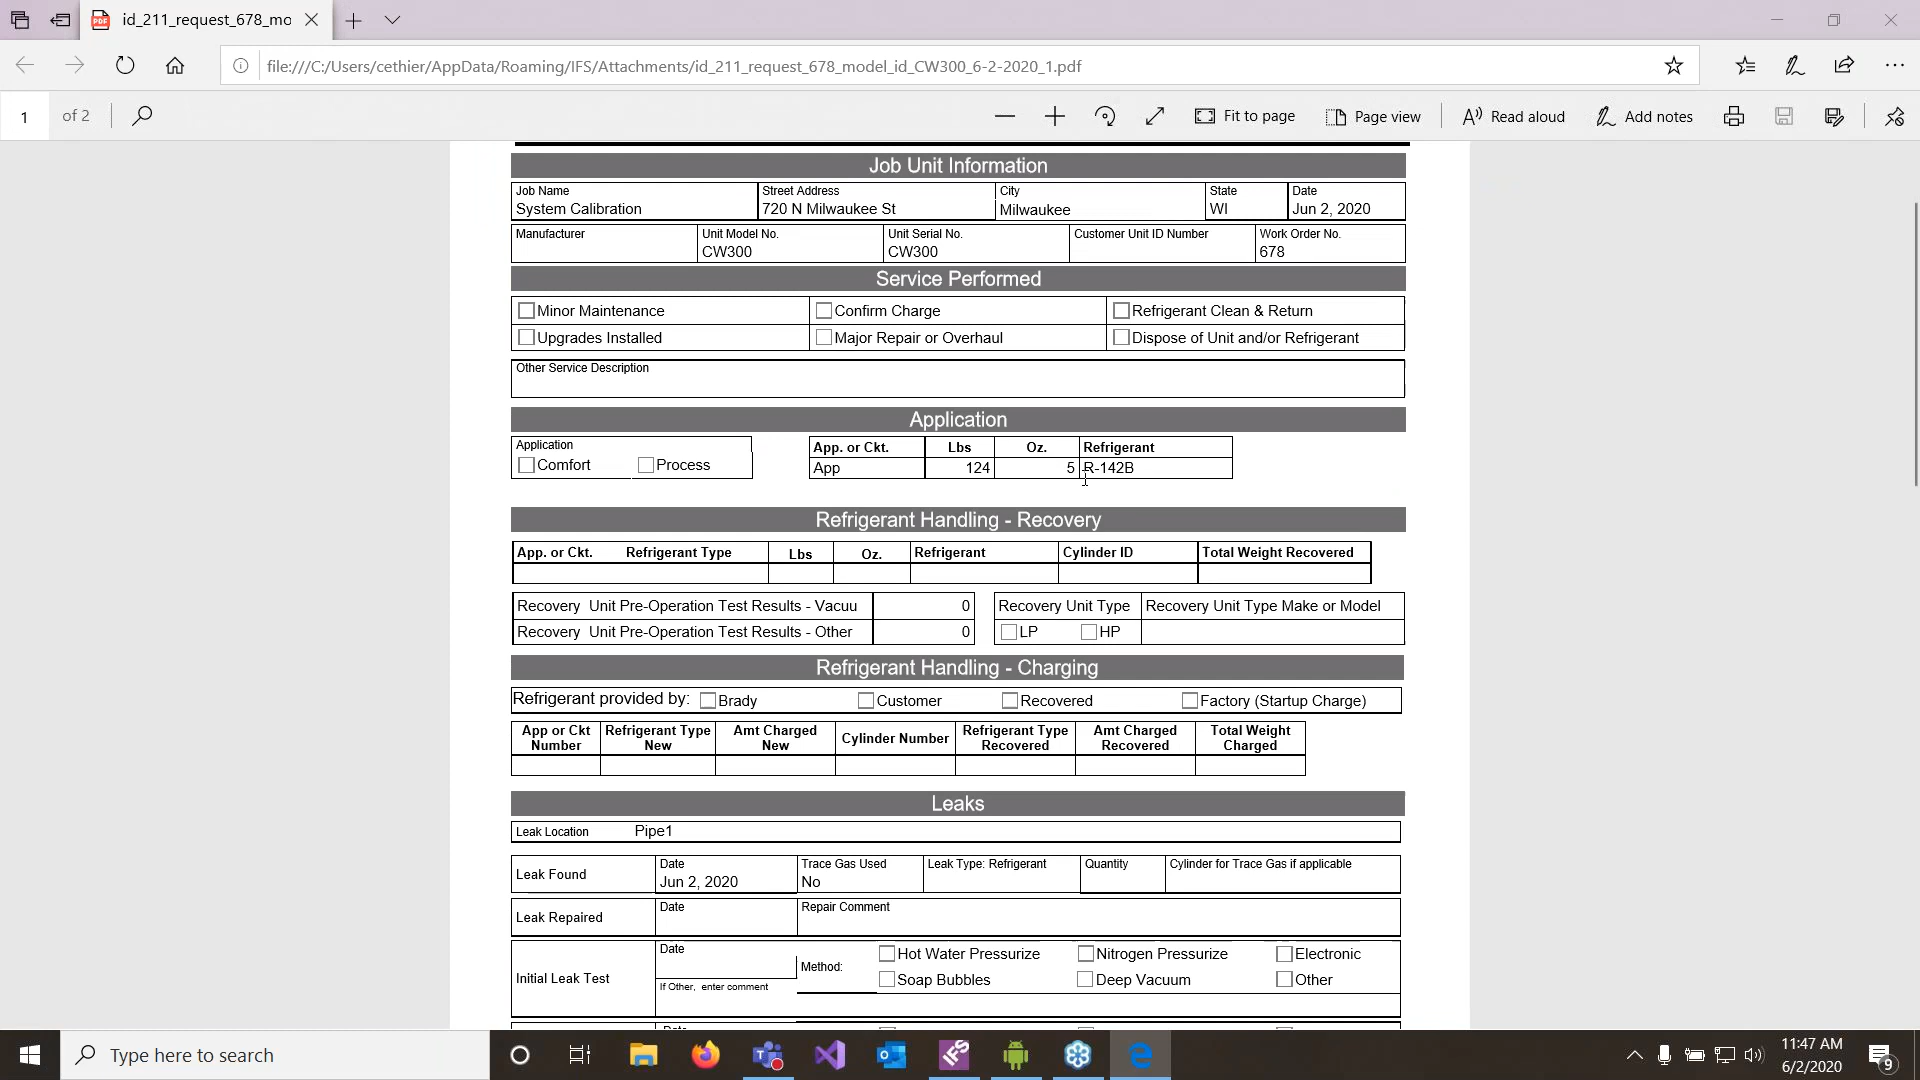 id_211_request_678_mo
file:///C:/Users/cethier/AppData/Roaming/IFS/Attachments/id_211_request_678_model_id_CW300_6-2-2020_1.pdf
1 of 2 Fit to page Page view Read aloud Add notes
Job Unit Information
Job Name Street Address City State Date
System Calibration 720 N Milwaukee St Milwaukee WI Jun 2, 2020
Manufacturer Unit Model No. Unit Serial No. Customer Unit ID Number Work Order No.
CW300 CW300 678
Service Performed
Minor Maintenance Confirm Charge Refrigerant Clean & Return
Upgrades Installed Major Repair or Overhaul Dispose of Unit and/or Refrigerant
Other Service Description
Application
Application App. or Ckt. Lbs Oz. Refrigerant
Comfort Process App 124 5 R-142B
Refrigerant Handling - Recovery
App. or Ckt. Refrigerant Type Lbs Oz. Refrigerant Cylinder ID Total Weight Recovered
Recovery Unit Pre-Operation Test Results - Vacuu 0 Recovery Unit Type Recovery Unit Type Make or Model
Recovery Unit Pre-Operation Test Results - Other 0 LP HP
Refrigerant Handling - Charging
Refrigerant provided by: Brady Customer Recovered Factory (Startup Charge)
App or Ckt Refrigerant Type Amt Charged Cylinder Number Refrigerant Type Amt Charged Total Weight
Number New New Recovered Recovered Charged
Leaks
Leak Location Pipe1
Leak Found Date Trace Gas Used Leak Type: Refrigerant Quantity Cylinder for Trace Gas if applicable
Jun 2, 2020 No
Leak Repaired Date Repair Comment
Date Hot Water Pressurize Nitrogen Pressurize Electronic
Initial Leak Test Method: Soap Bubbles Deep Vacuum Other
If Other, enter comment
Date
Type here to search
IFS
11:47 AM
6/2/2020
9